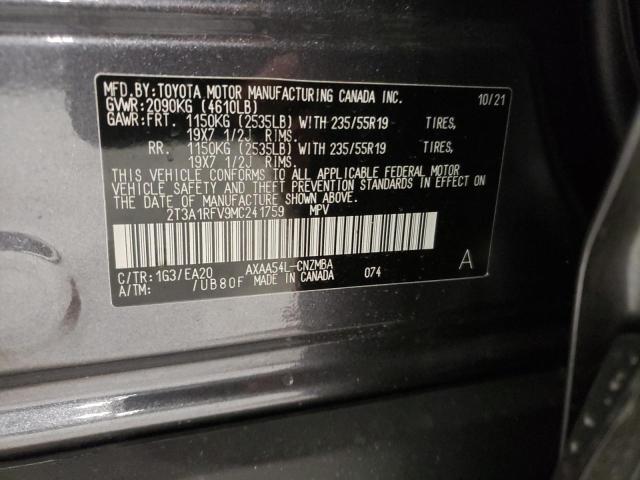 MFD.BY:TOYOTA MOTOR MANUFACTURING CANADA INC. 10/21
GVWR:2090KG (4610LB)
GAWR:FRT. 1150KG (2535LB) WITH 235/55R19 TIRES,
19X7 1/2J RIMS.
RR. 1150KG (2535LB) WITH 235/55R19 TIRES,
19X7 1/2J RIMS.
THIS VEHICLE CONFORMS TO ALL APPLICABLE FEDERAL MOTOR
VEHICLE SAFETY AND THEFT PREVENTION STANDARDS IN EFFECT ON
THE DATE OF MANUFACTURE SHOWN ABOVE.
2T3A1RFV9MC241759 MPV
C/TR:1G3/EA20 AXAA54L-CNZMBA 074 A
A/TM: /UB80F MADE IN CANADA